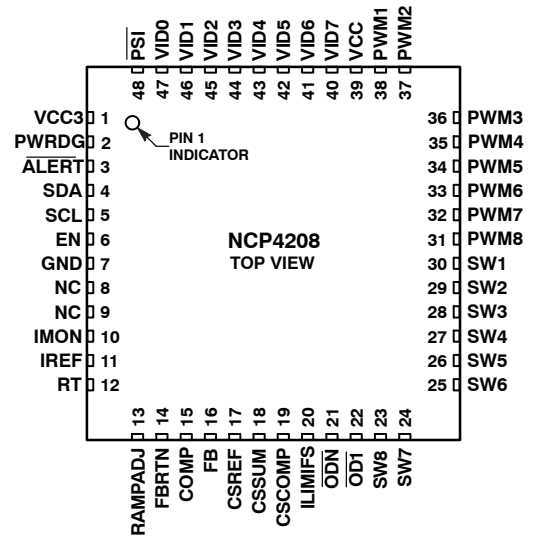 PSI
VID0
VID1
VID2
VID3
VID4
VID5
VID6
VID7
VCC
PWM1
PWM2
48
47
46
45
44
43
42
41
40
39
38
37
VCC3 1
PWRDG 2
ALERT 3
SDA 4
SCL 5
EN 6
GND 7
NC 8
NC 9
IMON 10
IREF 11
RT 12
PIN 1
INDICATOR
NCP4208
TOP VIEW
36 PWM3
35 PWM4
34 PWM5
33 PWM6
32 PWM7
31 PWM8
30 SW1
29 SW2
28 SW3
27 SW4
26 SW5
25 SW6
13
14
15
16
17
18
19
20
21
22
23
24
RAMPADJ
FBRTN
COMP
FB
CSREF
CSSUM
CSCOMP
ILIMIFS
ODN
OD1
SW8
SW7